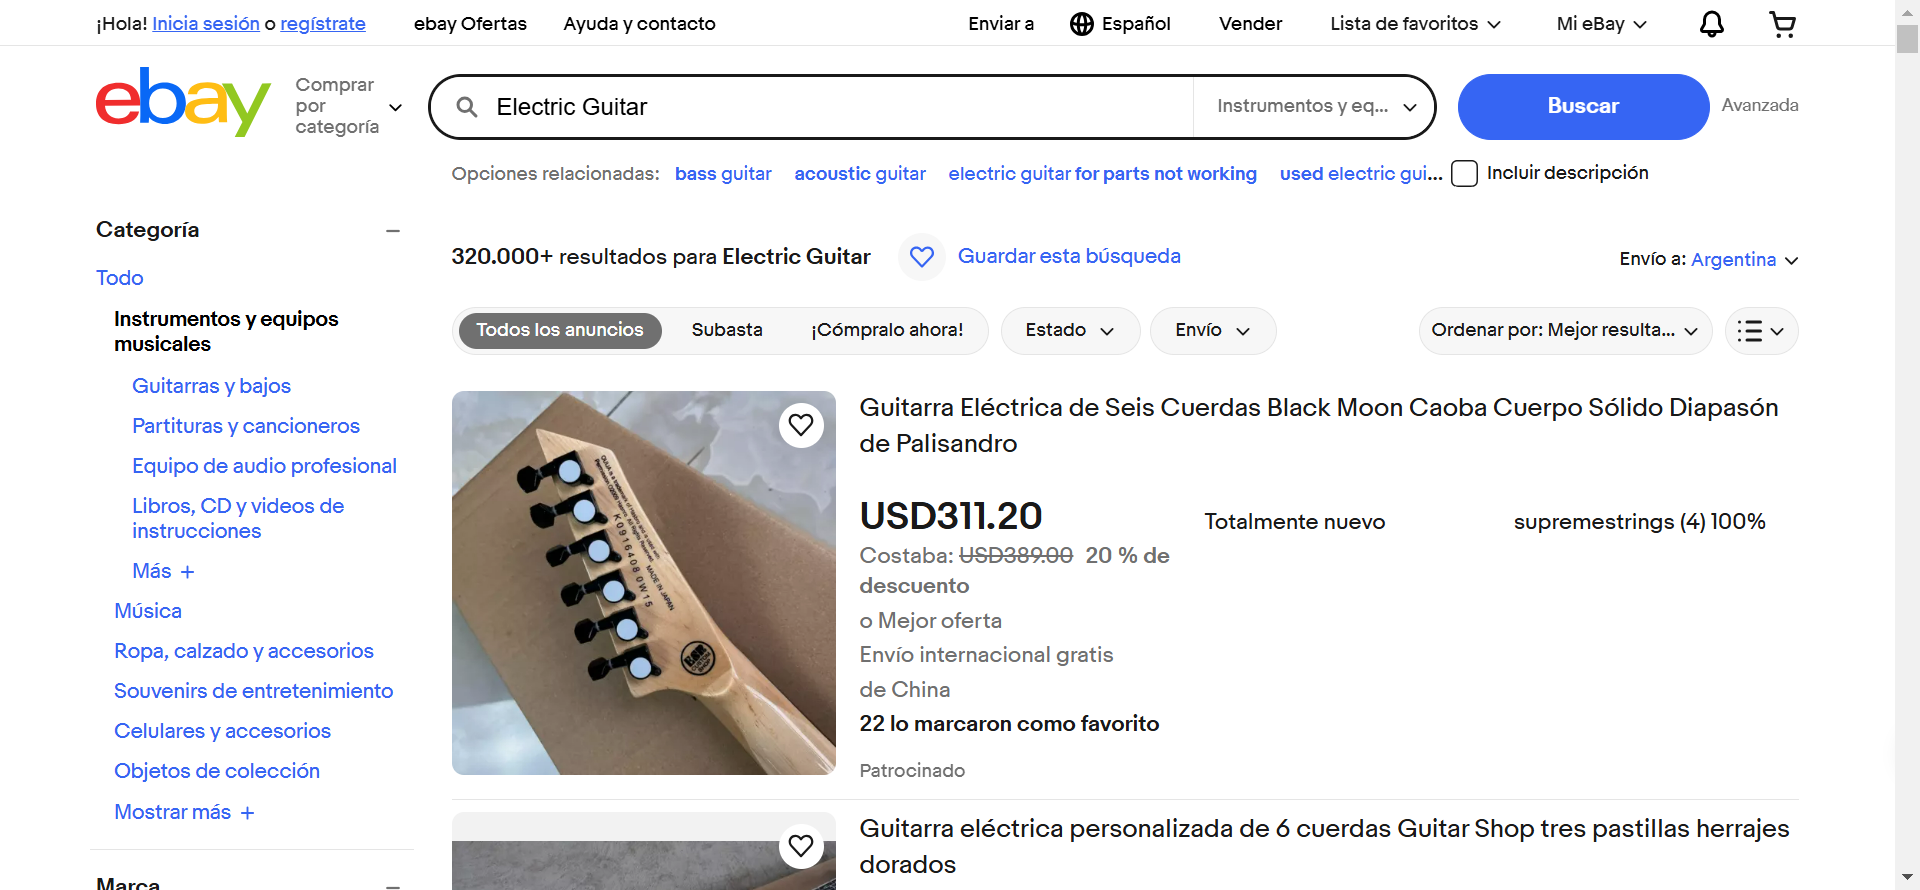 ¡Hola! Inicia sesión o regístrate
ebay Ofertas
Ayuda y contacto
Enviar a
Español
Vender
Lista de favoritos
Mi eBay
ebay
Comprar
por
categoría
Electric Guitar
Instrumentos y eq...
Buscar
Avanzada
Opciones relacionadas:
bass guitar
acoustic guitar
electric guitar for parts not working
used electric gui...
Incluir descripción
Categoría
Todo
Instrumentos y equipos
musicales
Guitarras y bajos
Partituras y cancioneros
Equipo de audio profesional
Libros, CD y videos de
instrucciones
Más
Música
Ropa, calzado y accesorios
Souvenirs de entretenimiento
Celulares y accesorios
Objetos de colección
Mostrar más
Marca
320.000+ resultados para Electric Guitar
Guardar esta búsqueda
Envío a: Argentina
Todos los anuncios
Subasta
¡Cómpralo ahora!
Estado
Envío
Ordenar por: Mejor resulta...
MADE IN JAPAN
CUSTOM
SHOP
Guitarra Eléctrica de Seis Cuerdas Black Moon Caoba Cuerpo Sólido Diapasón
de Palisandro
USD311.20
Totalmente nuevo
supremestrings (4) 100%
Costaba: USD389.00 20 % de
descuento
o Mejor oferta
Envío internacional gratis
de China
22 lo marcaron como favorito
Patrocinado
Guitarra eléctrica personalizada de 6 cuerdas Guitar Shop tres pastillas herrajes
dorados